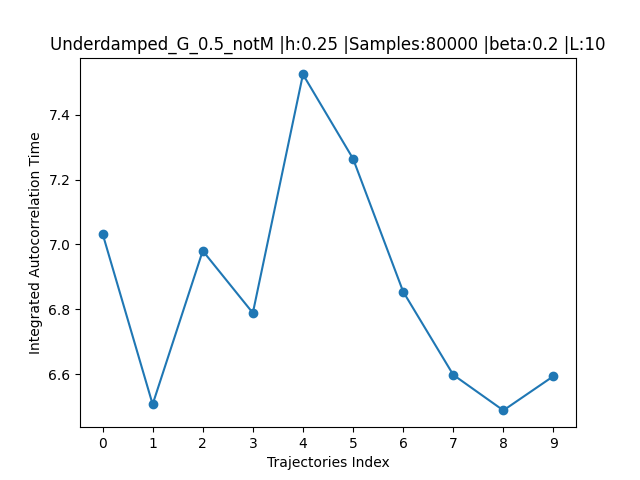 Underdamped_G_0.5_notM |h:0.25 |Samples:80000 |beta:0.2 |L:10
Integrated Autocorrelation Time
7.4
7.2
7.0
6.8
6.6
0 1 2 3 4 5 6 7 8 9
Trajectories Index